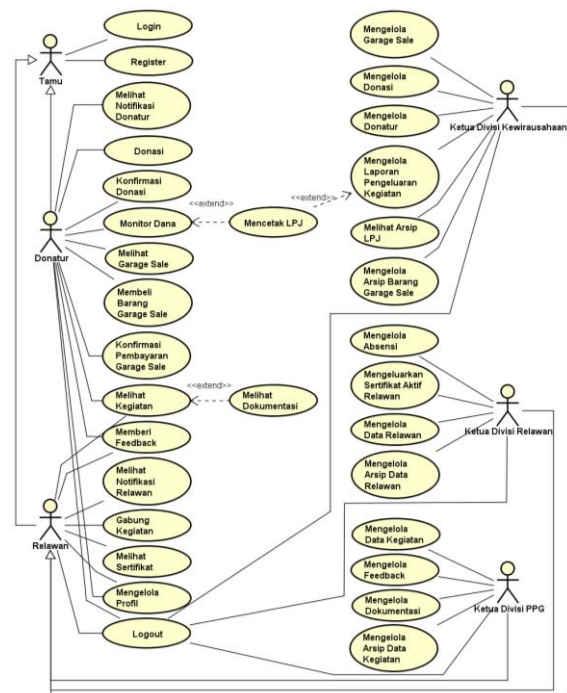 Login
Register
Tamu
Melihat
Notifikasi
Donatur
Donasi
Konfirmasi
Donasi
Monitor Dana
Donatur
Melihat
Garage Sale
Membeli
Barang
Garage Sale
Konfirmasi
Pembayaran
Garage Sale
Melihat
Kegiatan
Memberi
Feedback
Melihat
Notifikasi
Relawan
Gabung
Kegiatan
Relawan
Melihat
Sertifikat
Mengelola
Profil
Logout
<<extend>>
Mencetak LPJ
<<extend>>
<<extend>>
Melihat
Dokumentasi
Mengelola
Garage Sale
Mengelola
Donasi
Mengelola
Donatur
Ketua Divisi Kewirausahaan
Mengelola
Laporan
Pengeluaran
Kegiatan
Melihat Arsip
LPJ
Mengelola
Arsip Barang
Garage Sale
Mengelola
Absensi
Mengeluarkan
Sertifikat Aktif
Relawan
Mengelola
Data Relawan
Ketua Divisi Relawan
Mengelola
Arsip Data
Relawan
Mengelola
Data Kegiatan
Mengelola
Feedback
Mengelola
Dokumentasi
Ketua Divisi PPG
Mengelola
Arsip Data
Kegiatan